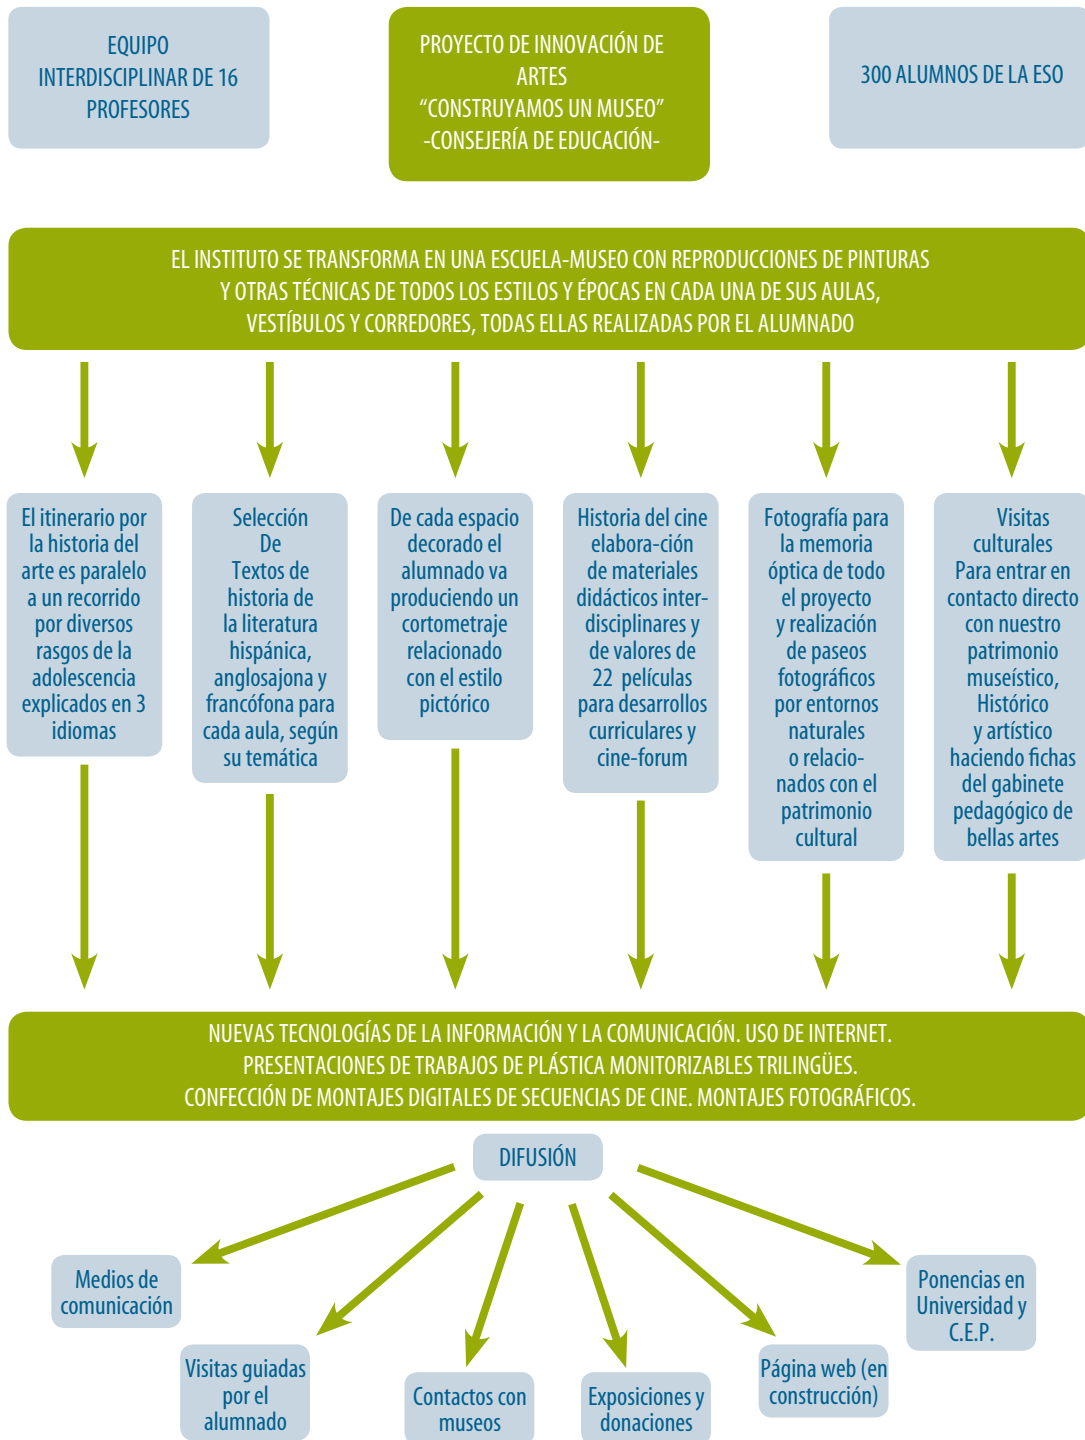 EQUIPO
INTERDISCIPLINAR DE 16
PROFESORES
PROYECTO DE INNOVACIÓN DE
ARTES
“CONSTRUYAMOS UN MUSEO”
-CONSEJERÍA DE EDUCACIÓN-
300 ALUMNOS DE LA ESO
EL INSTITUTO SE TRANSFORMA EN UNA ESCUELA-MUSEO CON REPRODUCCIONES DE PINTURAS
Y OTRAS TÉCNICAS DE TODOS LOS ESTILOS Y ÉPOCAS EN CADA UNA DE SUS AULAS,
VESTÍBULOS Y CORREDORES, TODAS ELLAS REALIZADAS POR EL ALUMNADO
El itinerario por
la historia del
arte es paralelo
a un recorrido
por diversos
rasgos de la
adolescencia
explicados en 3
idiomas
Selección
De
Textos de
historia de
la literatura
hispánica,
anglosajona y
francófona para
cada aula, según
su temática
De cada espacio
decorado el
alumnado va
produciendo un
cortometraje
relacionado
con el estilo
pictórico
Historia del cine
elabora-ción
de materiales
didácticos inter-
disciplinares y
de valores de
22 películas
para desarrollos
curriculares y
cine-forum
Fotografía para
la memoria
óptica de todo
el proyecto
y realización
de paseos
fotográficos
por entornos
naturales
o relacio-
nados con el
patrimonio
cultural
Visitas
culturales
Para entrar en
contacto directo
con nuestro
patrimonio
museístico,
Histórico
y artístico
haciendo fichas
del gabinete
pedagógico de
bellas artes
NUEVAS TECNOLOGÍAS DE LA INFORMACIÓN Y LA COMUNICACIÓN. USO DE INTERNET.
PRESENTACIONES DE TRABAJOS DE PLÁSTICA MONITORIZABLES TRILINGÜES.
CONFECCIÓN DE MONTAJES DIGITALES DE SECUENCIAS DE CINE. MONTAJES FOTOGRÁFICOS.
DIFUSIÓN
Medios de
comunicación
Visitas guiadas
por el
alumnado
Contactos con
museos
Exposiciones y
donaciones
Página web (en
construcción)
Ponencias en
Universidad y
C.E.P.